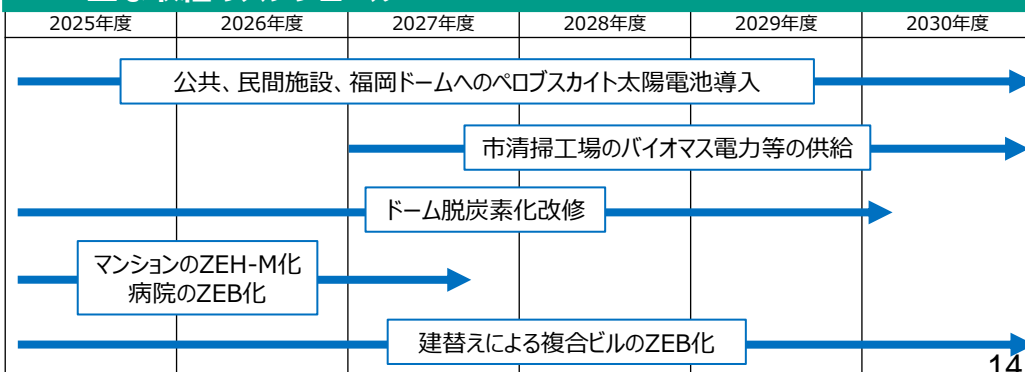 2025年度 2026年度 2027年度 2028年度 2029年度 2030年度
公共、民間施設、福岡ドームへのペロブスカイト太陽電池導入
市清掃工場のバイオマス電力等の供給
ドーム脱炭素化改修
マンションのZEH-M化
病院のZEB化
建替えによる複合ビルのZEB化
14